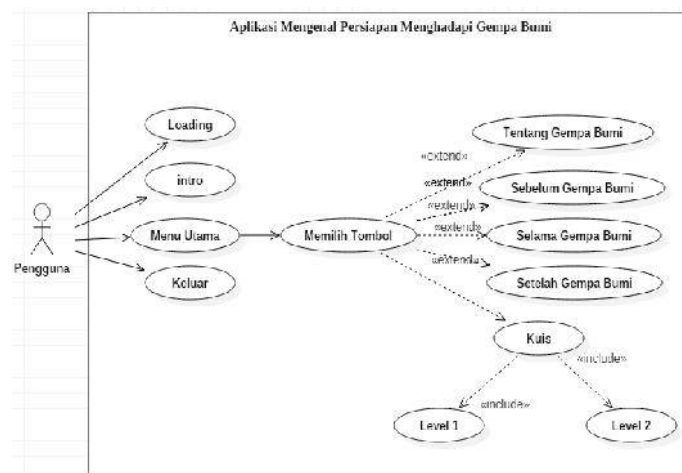 Aplikasi Mengenal Persiapan Menghadapi Gempa Bumi
Loading
Tentang Gempa Bumi
«extend»
intro
«extend»
Sebelum Gempa Bumi
«extend»
Pengguna
Menu Utama
Memilih Tombol
«extend»
Selama Gempa Bumi
«extend»
Keluar
Setelah Gempa Bumi
Kuis
«include»
«include»
Level 1
Level 2